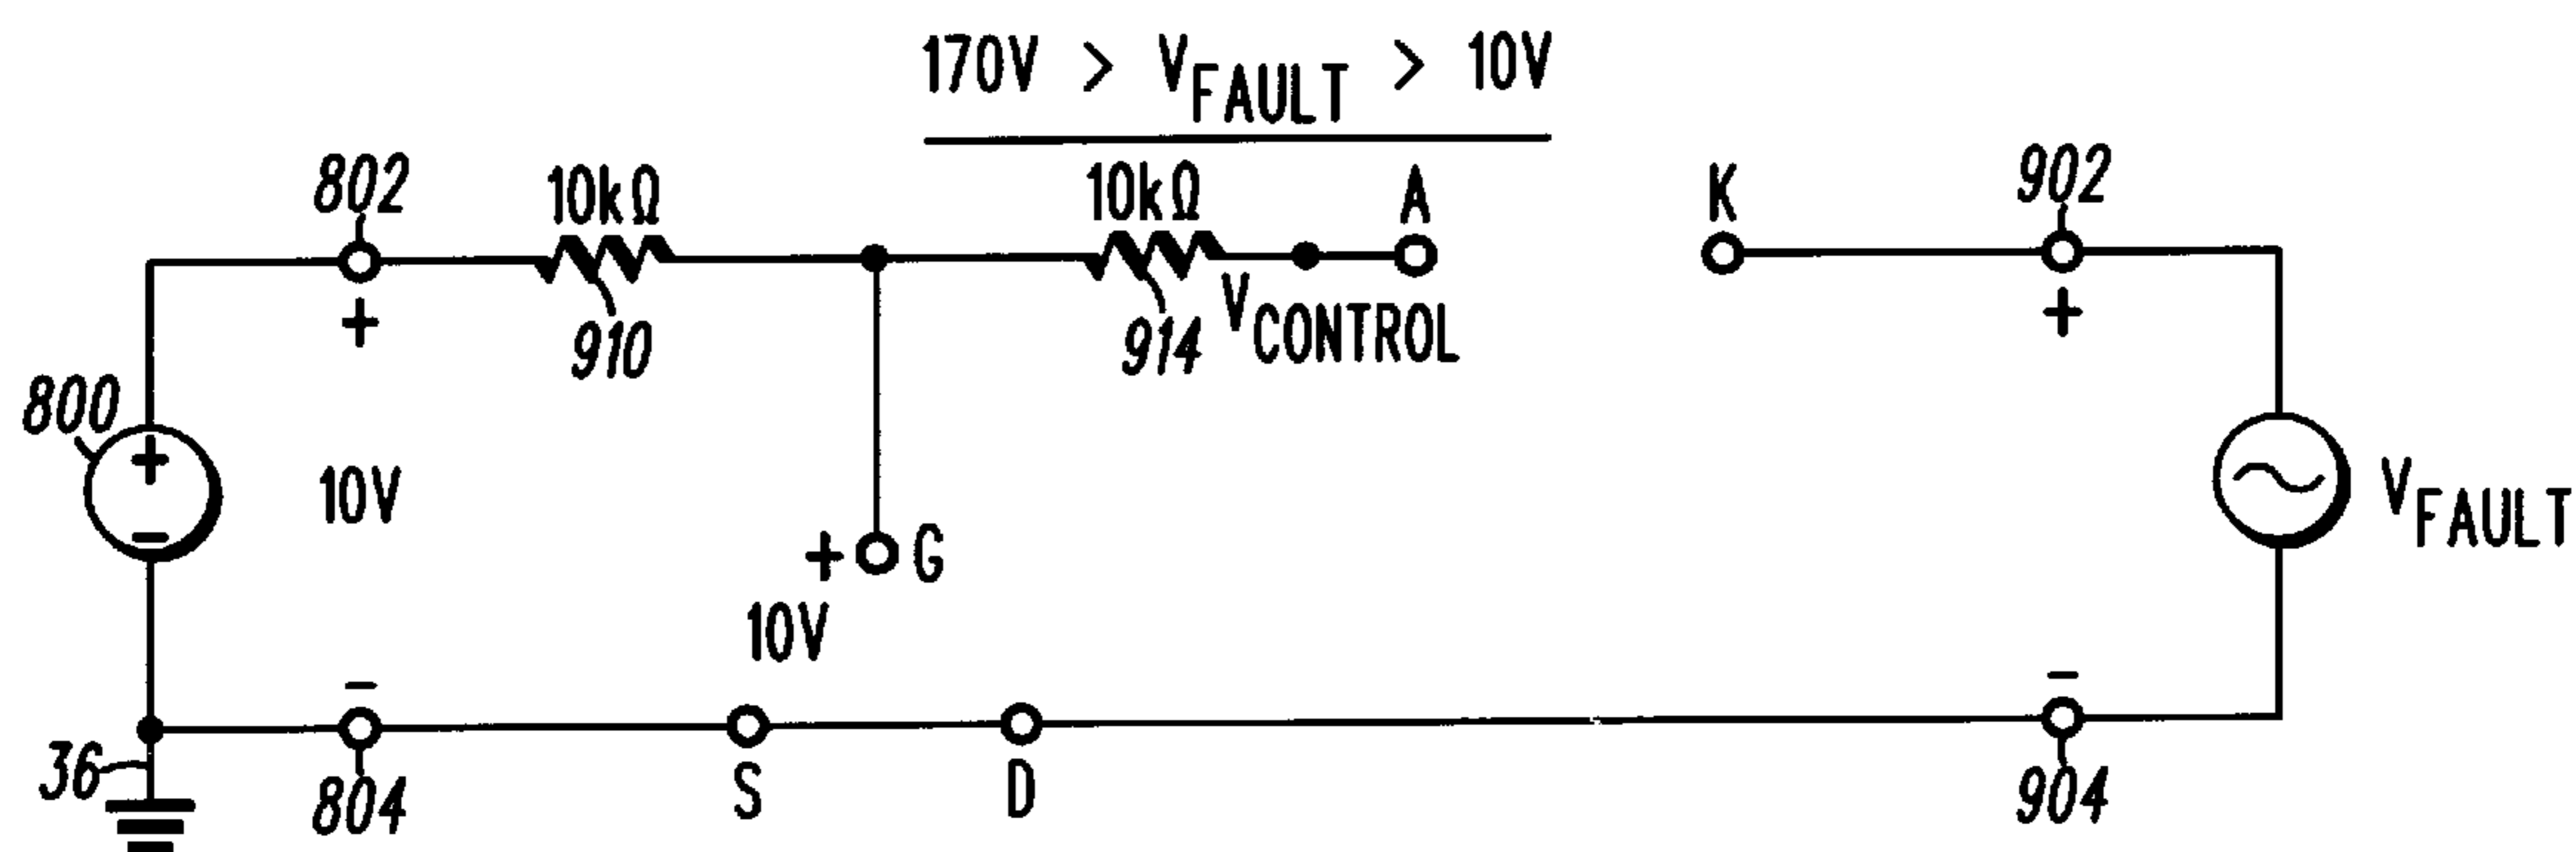 170V > VFAULT > 10V
802
10kΩ
10kΩ
A
K
902
+
910
914
VCONTROL
+
800
+
-
10V
+
G
10V
VFAULT
-
-
36
804
S
D
904